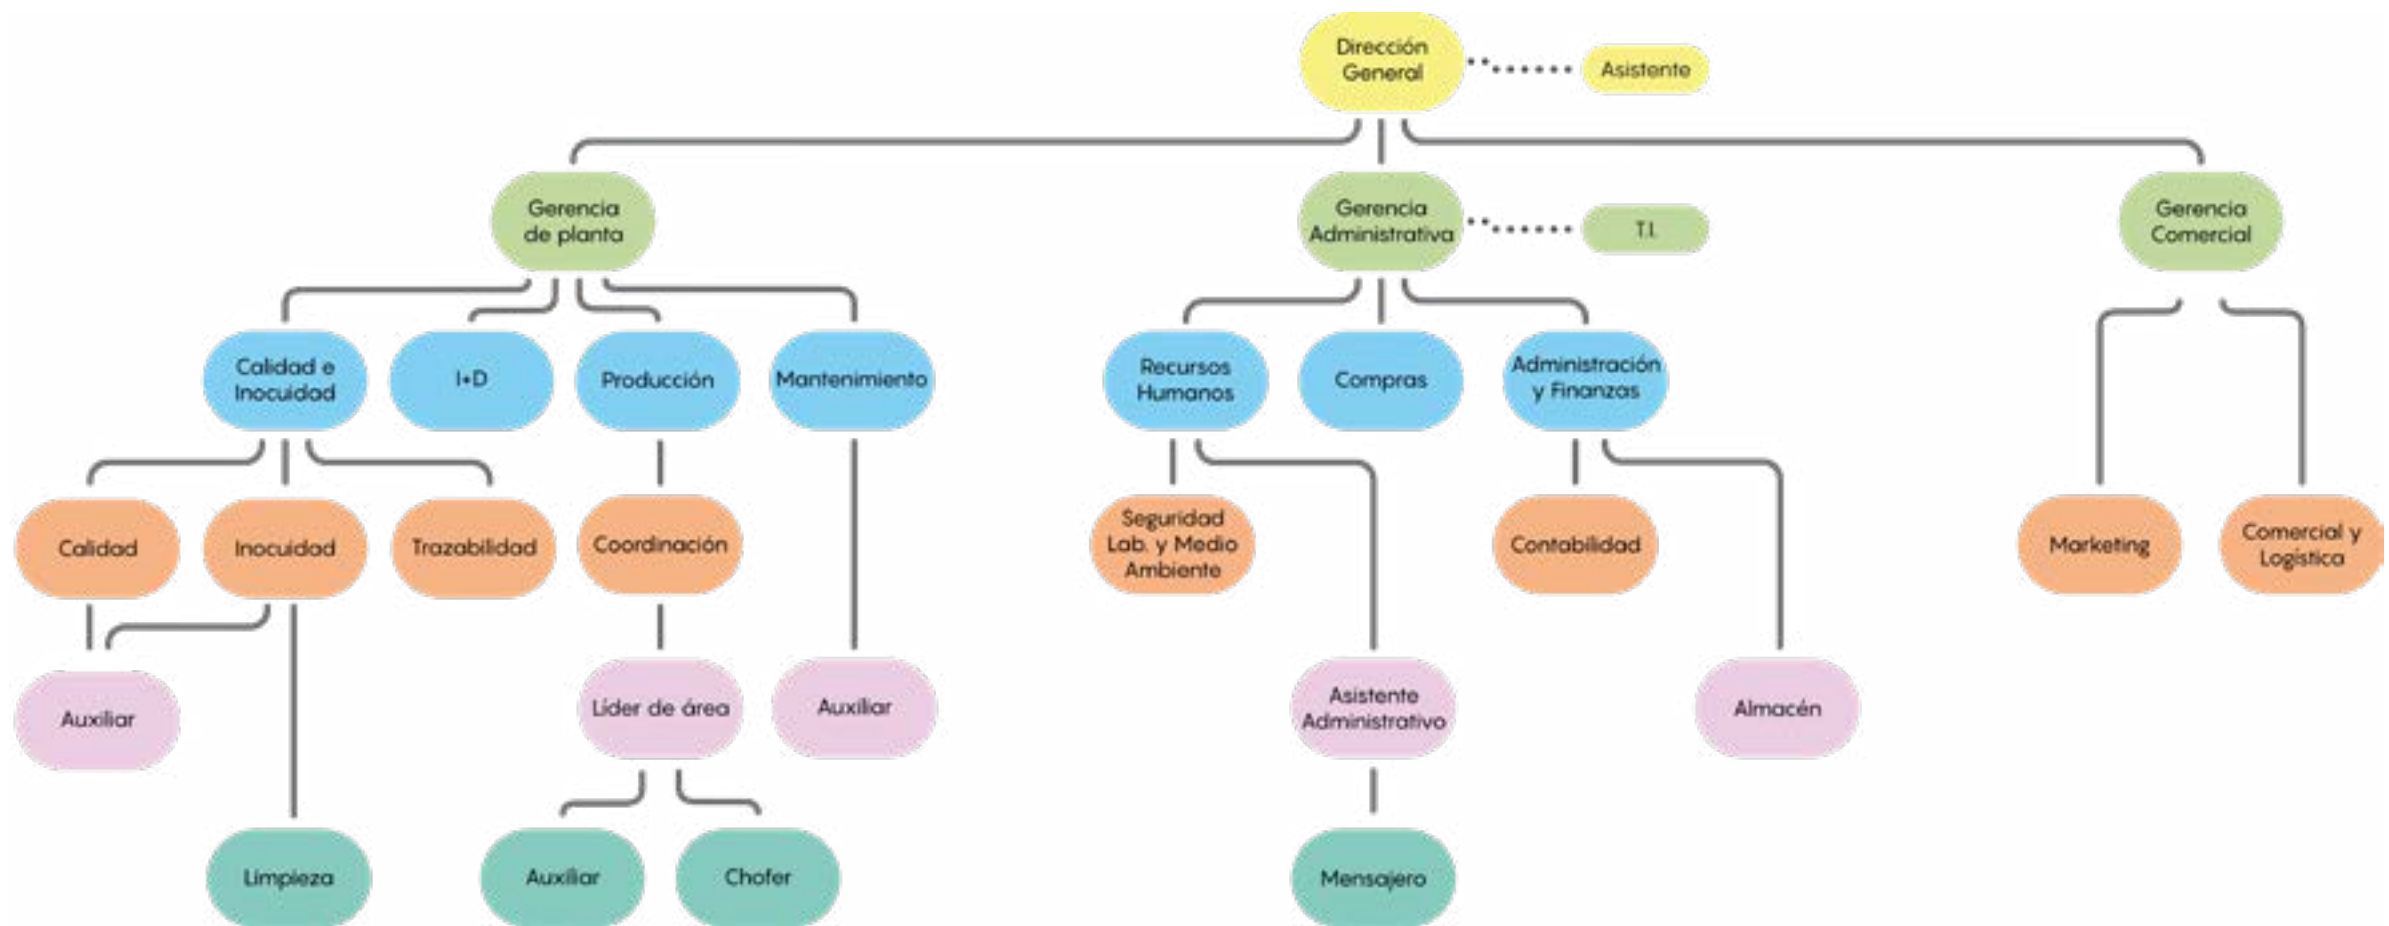 Dirección
General
Asistente
Gerencia
de planta
Gerencia
Administrativa
T.I.
Gerencia
Comercial
Calidad e
Inocuidad
I+D
Producción
Mantenimiento
Recursos
Humanos
Compras
Administración
y Finanzas
Calidad
Inocuidad
Trazabilidad
Coordinación
Seguridad
Lab. y Medio
Ambiente
Contabilidad
Marketing
Comercial y
Logística
Auxiliar
Líder de área
Auxiliar
Asistente
Administrativo
Almacén
Limpieza
Auxiliar
Chofer
Mensajero